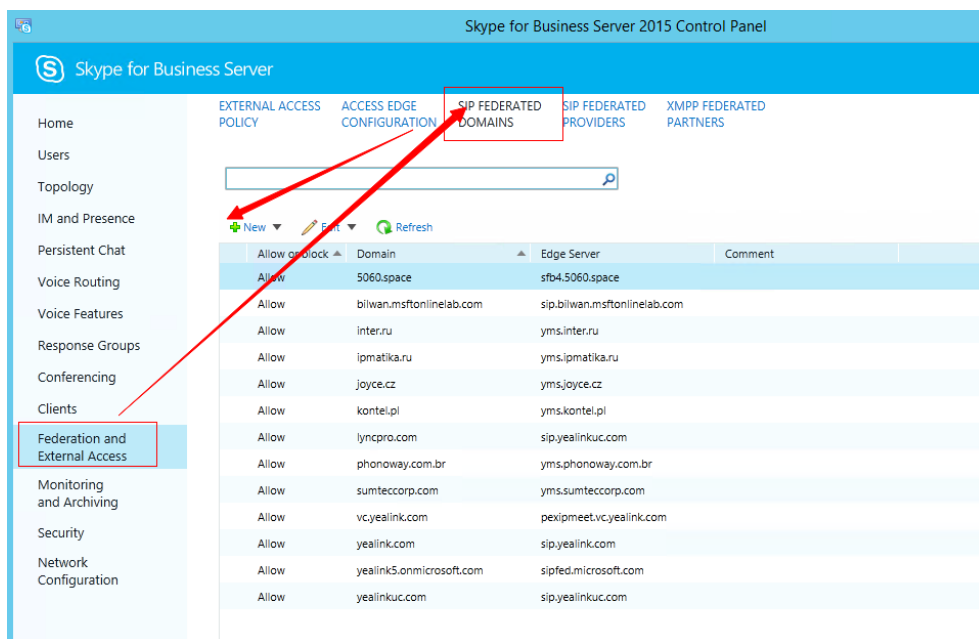 Skype for Business Server 2015 Control Panel
S Skype for Business Server
Home
Users
Topology
IM and Presence
Persistent Chat
Voice Routing
Voice Features
Response Groups
Conferencing
Clients
Federation and
External Access
Monitoring
and Archiving
Security
Network
Configuration
EXTERNAL ACCESS
POLICY
ACCESS EDGE
CONFIGURATION
SIP FEDERATED
DOMAINS
SIP FEDERATED
PROVIDERS
XMPP FEDERATED
PARTNERS
New Edit Refresh
Allow or block Domain Edge Server Comment
Allow 5060.space sfb4.5060.space
Allow bilwan.msftonlinelab.com sip.bilwan.msftonlinelab.com
Allow inter.ru yms.inter.ru
Allow ipmatika.ru yms.ipmatika.ru
Allow joyce.cz yms.joyce.cz
Allow kontel.pl yms.kontel.pl
Allow lyncpro.com sip.yealinkuc.com
Allow phonoway.com.br yms.phonoway.com.br
Allow sumteccorp.com yms.sumteccorp.com
Allow vc.yealink.com pexipmeet.vc.yealink.com
Allow yealink.com sip.yealink.com
Allow yealink5.onmicrosoft.com sipfed.microsoft.com
Allow yealinkuc.com sip.yealinkuc.com